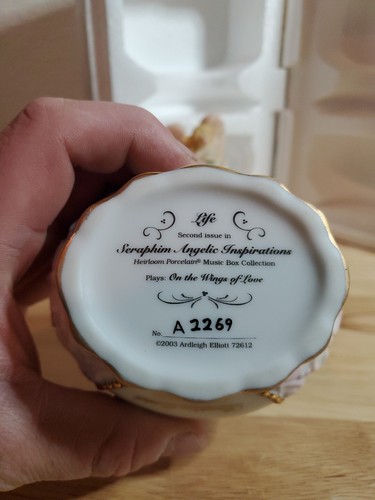 Life
Second issue in
Seraphim Angelic Inspirations
Heirloom Porcelain® Music Box Collection
Plays: On the Wings of Love
No. A 2269
©2003 Ardleigh Elliott 72612